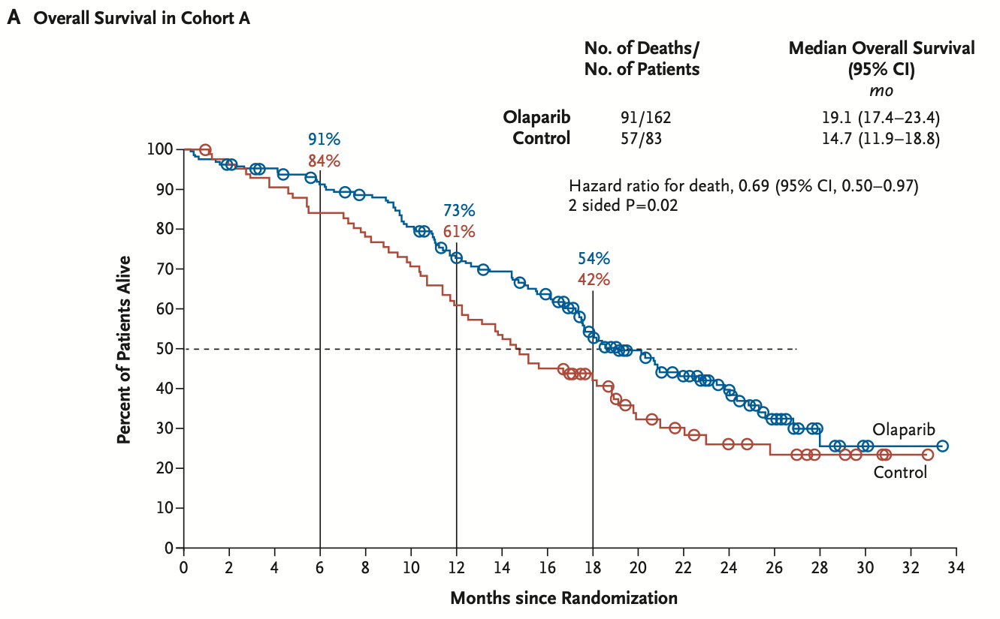 A Overall Survival in Cohort A
No. of Deaths/
No. of Patients
Median Overall Survival
(95% CI)
mo
Olaparib 91/162 19.1 (17.4–23.4)
Control 57/83 14.7 (11.9–18.8)
Hazard ratio for death, 0.69 (95% CI, 0.50–0.97)
2 sided P=0.02
91%
84%
73%
61%
54%
42%
Percent of Patients Alive
100
90
80
70
60
50
40
30
20
10
0
Olaparib
Control
0 2 4 6 8 10 12 14 16 18 20 22 24 26 28 30 32 34
Months since Randomization